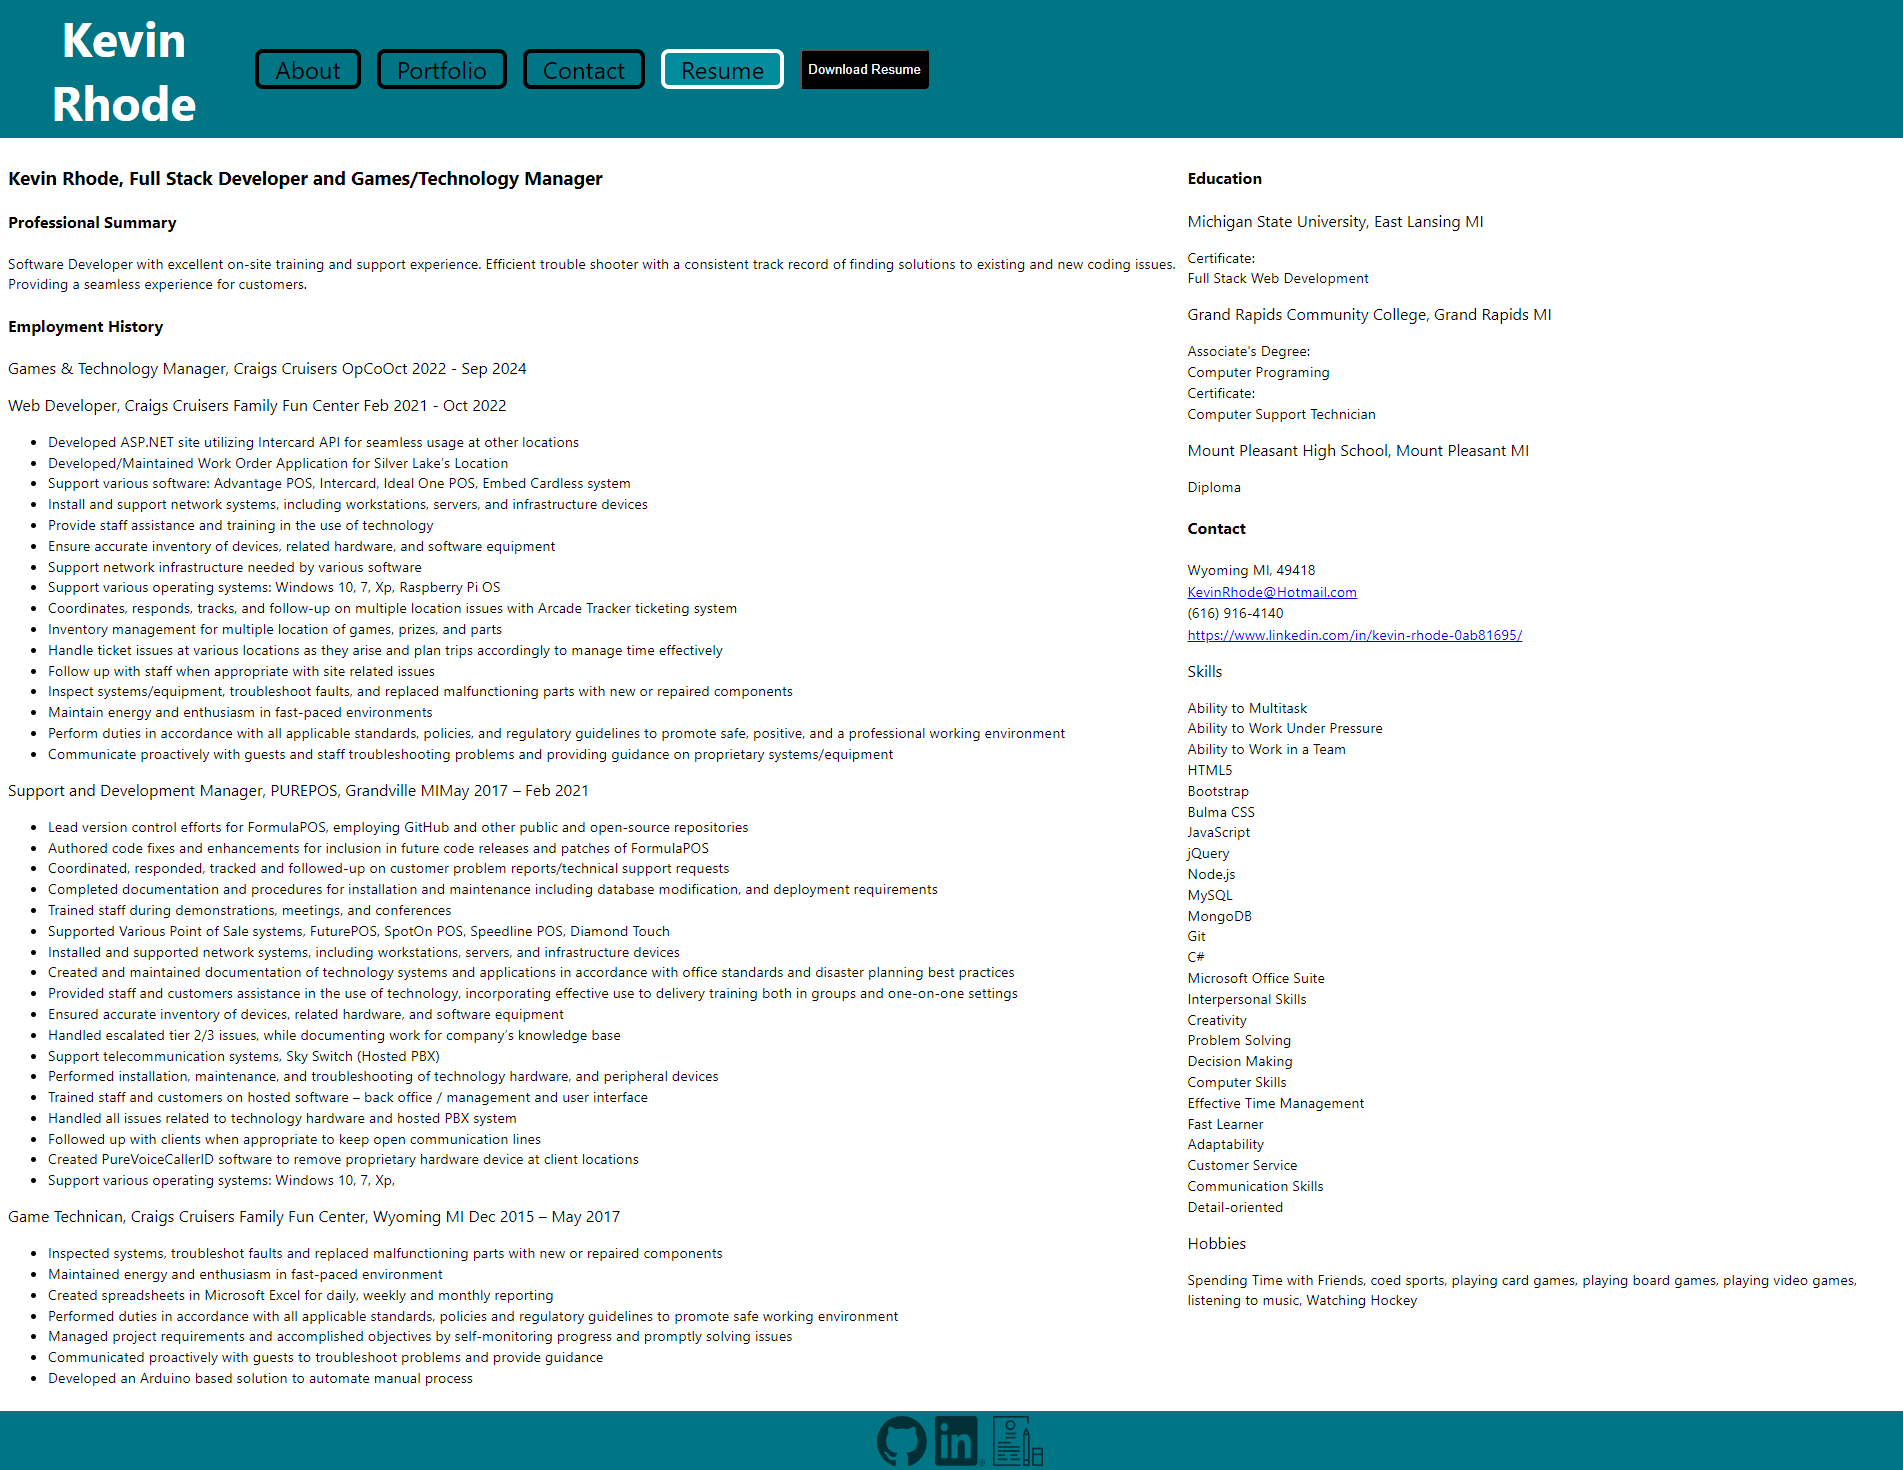 Kevin
Rhode
About
Portfolio
Contact
Resume
Download Resume
Kevin Rhode, Full Stack Developer and Games/Technology Manager
Professional Summary
Software Developer with excellent on-site training and support experience. Efficient trouble shooter with a consistent track record of finding solutions to existing and new coding issues.
Providing a seamless experience for customers.
Employment History
Games & Technology Manager, Craigs Cruisers OpCoOct 2022 - Sep 2024
Web Developer, Craigs Cruisers Family Fun Center Feb 2021 - Oct 2022
• Developed ASP.NET site utilizing Intercard API for seamless usage at other locations
• Developed/Maintained Work Order Application for Silver Lake's Location
• Support various software: Advantage POS, Intercard, Ideal One POS, Embed Cardless system
• Install and support network systems, including workstations, servers, and infrastructure devices
• Provide staff assistance and training in the use of technology
• Ensure accurate inventory of devices, related hardware, and software equipment
• Support network infrastructure needed by various software
• Support various operating systems: Windows 10, 7, Xp, Raspberry Pi OS
• Coordinates, responds, tracks, and follow-up on multiple location issues with Arcade Tracker ticketing system
• Inventory management for multiple location of games, prizes, and parts
• Handle ticket issues at various locations as they arise and plan trips accordingly to manage time effectively
• Follow up with staff when appropriate with site related issues
• Inspect systems/equipment, troubleshoot faults, and replaced malfunctioning parts with new or repaired components
• Maintain energy and enthusiasm in fast-paced environments
• Perform duties in accordance with all applicable standards, policies, and regulatory guidelines to promote safe, positive, and a professional working environment
• Communicate proactively with guests and staff troubleshooting problems and providing guidance on proprietary systems/equipment
Support and Development Manager, PUREPOS, Grandville MIMay 2017 – Feb 2021
• Lead version control efforts for FormulaPOS, employing GitHub and other public and open-source repositories
• Authored code fixes and enhancements for inclusion in future code releases and patches of FormulaPOS
• Coordinated, responded, tracked and followed-up on customer problem reports/technical support requests
• Completed documentation and procedures for installation and maintenance including database modification, and deployment requirements
• Trained staff during demonstrations, meetings, and conferences
• Supported Various Point of Sale systems, FuturePOS, SpotOn POS, Speedline POS, Diamond Touch
• Installed and supported network systems, including workstations, servers, and infrastructure devices
• Created and maintained documentation of technology systems and applications in accordance with office standards and disaster planning best practices
• Provided staff and customers assistance in the use of technology, incorporating effective use to delivery training both in groups and one-on-one settings
• Ensured accurate inventory of devices, related hardware, and software equipment
• Handled escalated tier 2/3 issues, while documenting work for company's knowledge base
• Support telecommunication systems, Sky Switch (Hosted PBX)
• Performed installation, maintenance, and troubleshooting of technology hardware, and peripheral devices
• Trained staff and customers on hosted software – back office / management and user interface
• Handled all issues related to technology hardware and hosted PBX system
• Followed up with clients when appropriate to keep open communication lines
• Created PureVoiceCallerID software to remove proprietary hardware device at client locations
• Support various operating systems: Windows 10, 7, Xp,
Game Technican, Craigs Cruisers Family Fun Center, Wyoming MI Dec 2015 – May 2017
• Inspected systems, troubleshot faults and replaced malfunctioning parts with new or repaired components
• Maintained energy and enthusiasm in fast-paced environment
• Created spreadsheets in Microsoft Excel for daily, weekly and monthly reporting
• Performed duties in accordance with all applicable standards, policies and regulatory guidelines to promote safe working environment
• Managed project requirements and accomplished objectives by self-monitoring progress and promptly solving issues
• Communicated proactively with guests to troubleshoot problems and provide guidance
• Developed an Arduino based solution to automate manual process
Education
Michigan State University, East Lansing MI
Certificate:
Full Stack Web Development
Grand Rapids Community College, Grand Rapids MI
Associate's Degree:
Computer Programing
Certificate:
Computer Support Technician
Mount Pleasant High School, Mount Pleasant MI
Diploma
Contact
Wyoming MI, 49418
KevinRhode@Hotmail.com
(616) 916-4140
https://www.linkedin.com/in/kevin-rhode-0ab81695/
Skills
Ability to Multitask
Ability to Work Under Pressure
Ability to Work in a Team
HTML5
Bootstrap
Bulma CSS
JavaScript
jQuery
Node.js
MySQL
MongoDB
Git
C#
Microsoft Office Suite
Interpersonal Skills
Creativity
Problem Solving
Decision Making
Computer Skills
Effective Time Management
Fast Learner
Adaptability
Customer Service
Communication Skills
Detail-oriented
Hobbies
Spending Time with Friends, coed sports, playing card games, playing board games, playing video games,
listening to music, Watching Hockey
in